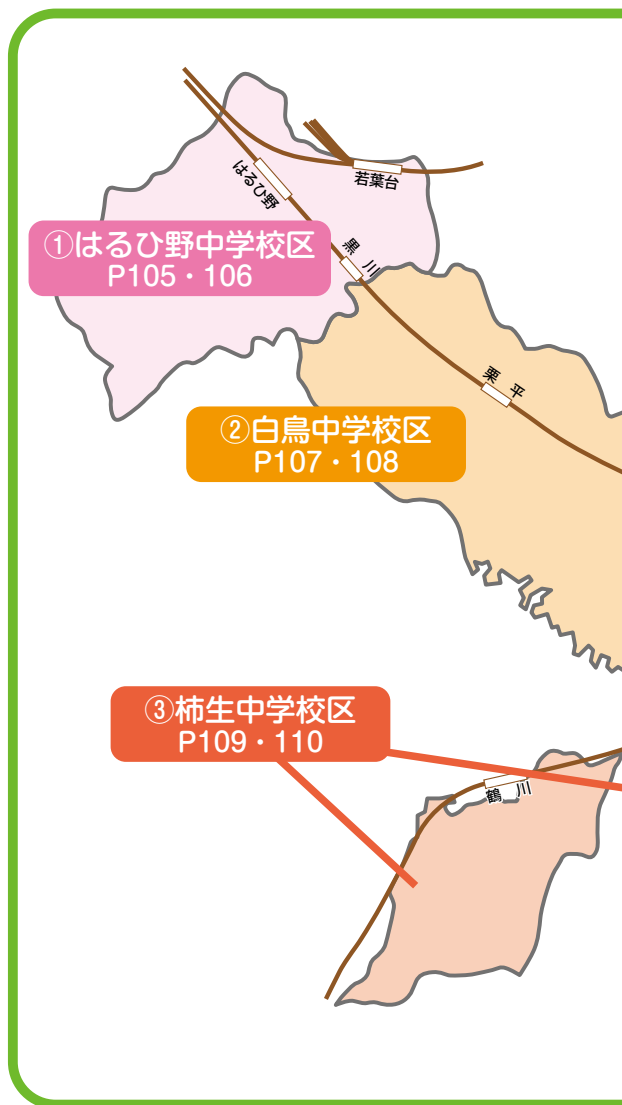 はるひ野
若葉台
①はるひ野中学校区
P105・106
黒川
栗平
②白鳥中学校区
P107・108
③柿生中学校区
P109・110
鶴川